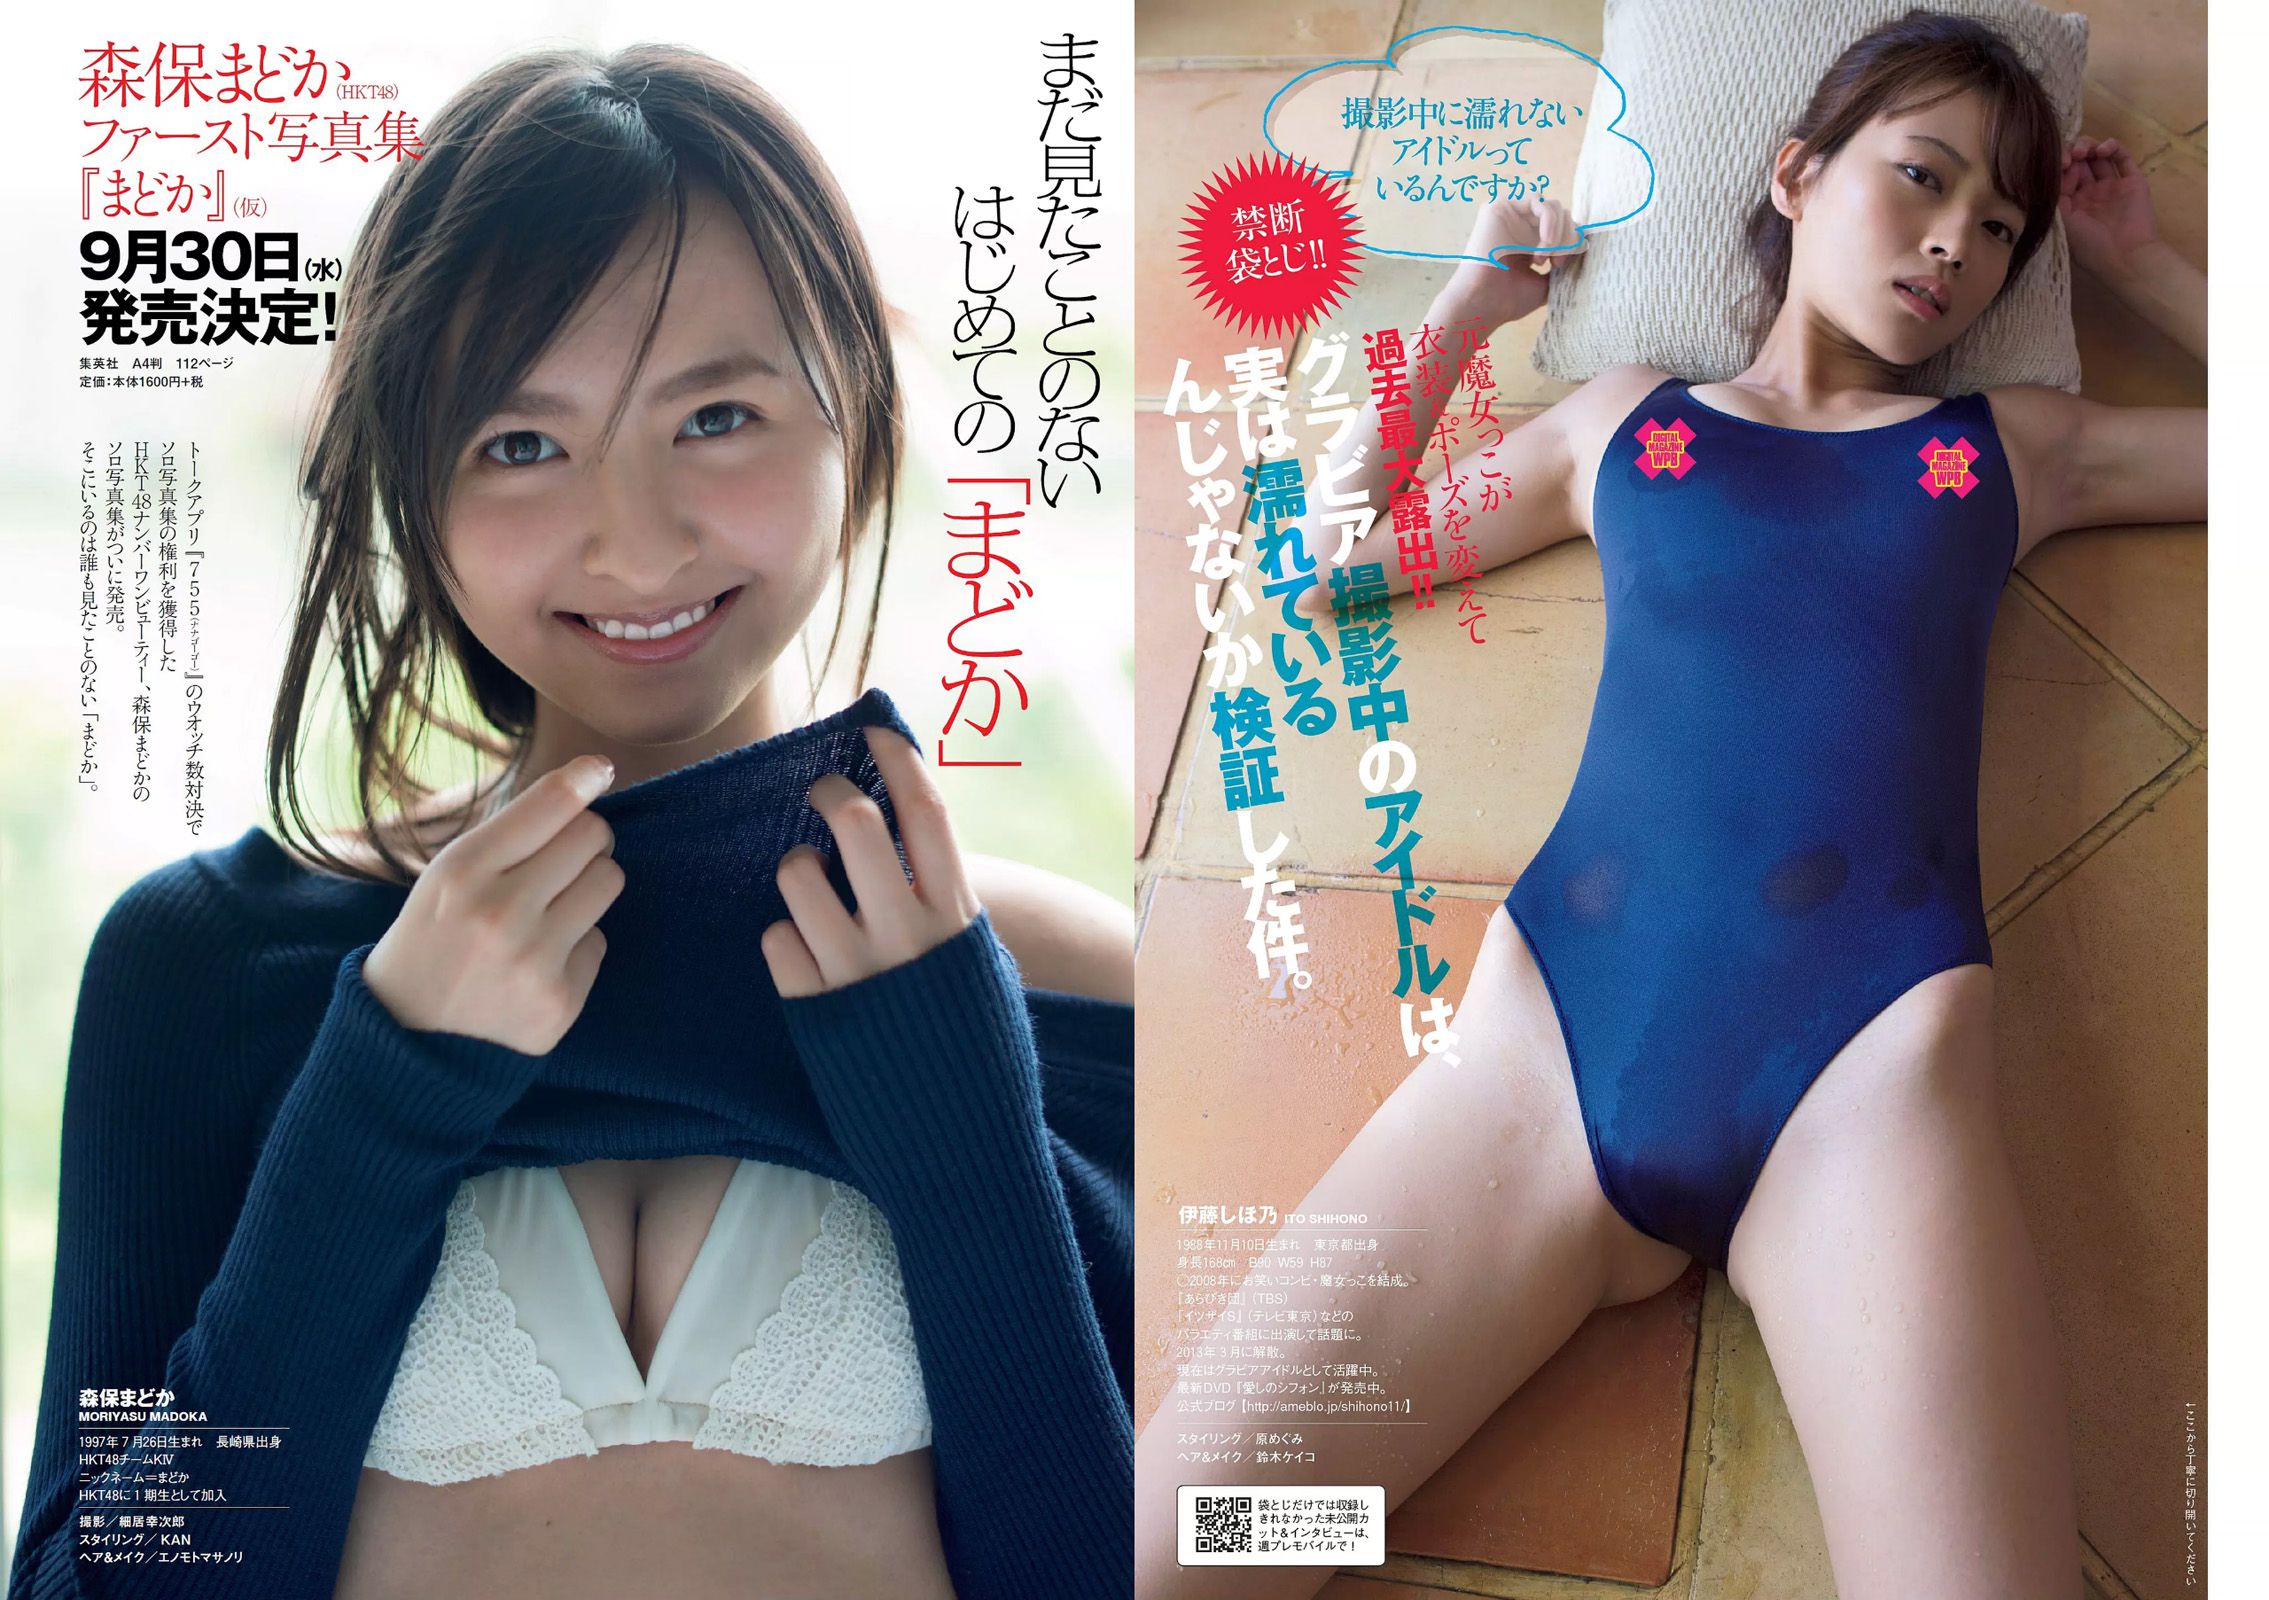 森保まどか(HKT48)
ファースト写真集
『まどか』(仮)
9月30日(水)
発売決定!
集英社 A4判 112ページ
定価:本体1600円+税
まだ見たことのない
はじめての「まどか」
トークアプリ『755(ナナゴーゴー)』のウオッチ数対決で
ソロ写真集の権利を獲得した
HKT48ナンバーワンビューティー、森保まどかの
ソロ写真集がついに発売。
そこにいるのは誰も見たことのない「まどか」。
森保まどか
MORIYASU MADOKA
1997年7月26日生まれ 長崎県出身
HKT48チームKⅣ
ニックネーム=まどか
HKT48に1期生として加入
撮影/細居幸次郎
スタイリング/KAN
ヘア&メイク/エノモトマサノリ
撮影中に濡れない
アイドルって
いるんですか?
禁断
袋とじ!!
元魔女っこが
衣装&ポーズを変えて
過去最大露出!!
グラビア撮影中のアイドルは、
実は濡れている
んじゃないか検証した件。
DIGITAL
MAGAZINE
WPB
DIGITAL
MAGAZINE
WPB
伊藤しほ乃 ITO SHIHONO
1988年11月10日生まれ 東京都出身
身長168㎝ B90 W59 H87
○2008年にお笑いコンビ・魔女っこを結成。
『あらびき団』(TBS)
『イツザイS』(テレビ東京)などの
バラエティ番組に出演して話題に。
2013年3月に解散。
現在はグラビアアイドルとして活躍中。
最新DVD『愛しのシフォン』が発売中。
公式ブログ【http://ameblo.jp/shihono11/】
スタイリング/原めぐみ
ヘア&メイク/鈴木ケイコ
袋とじだけでは収録し
きれなかった未公開カ
ット&インタビューは、
週プレモバイルで!
←ここから丁寧に切り開いてください